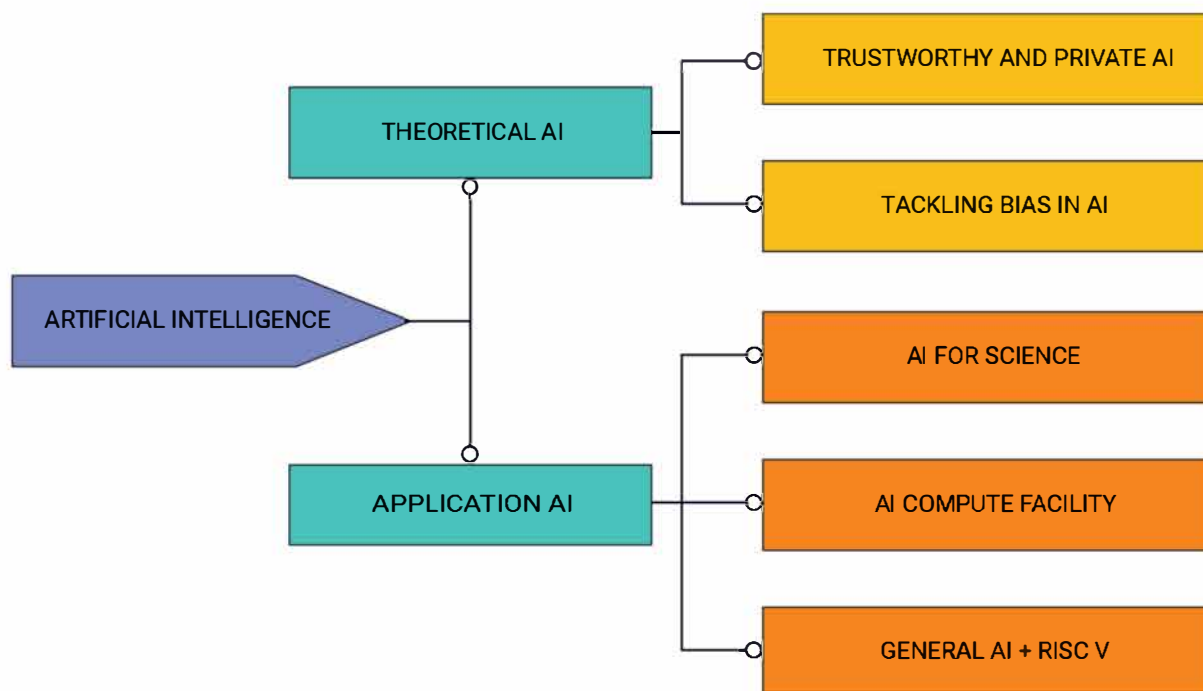 TRUSTWORTHY AND PRIVATE AI
THEORETICAL AI
TACKLING BIAS IN AI
ARTIFICIAL INTELLIGENCE
AI FOR SCIENCE
APPLICATION AI
AI COMPUTE FACILITY
GENERAL AI + RISC V